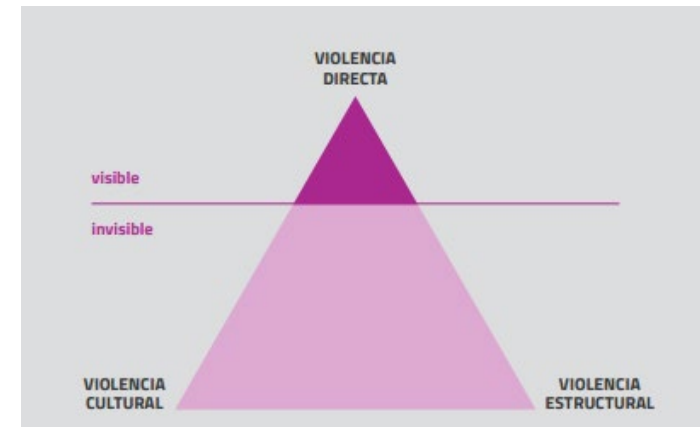 VIOLENCIA
DIRECTA
visible
invisible
VIOLENCIA
CULTURAL
VIOLENCIA
ESTRUCTURAL